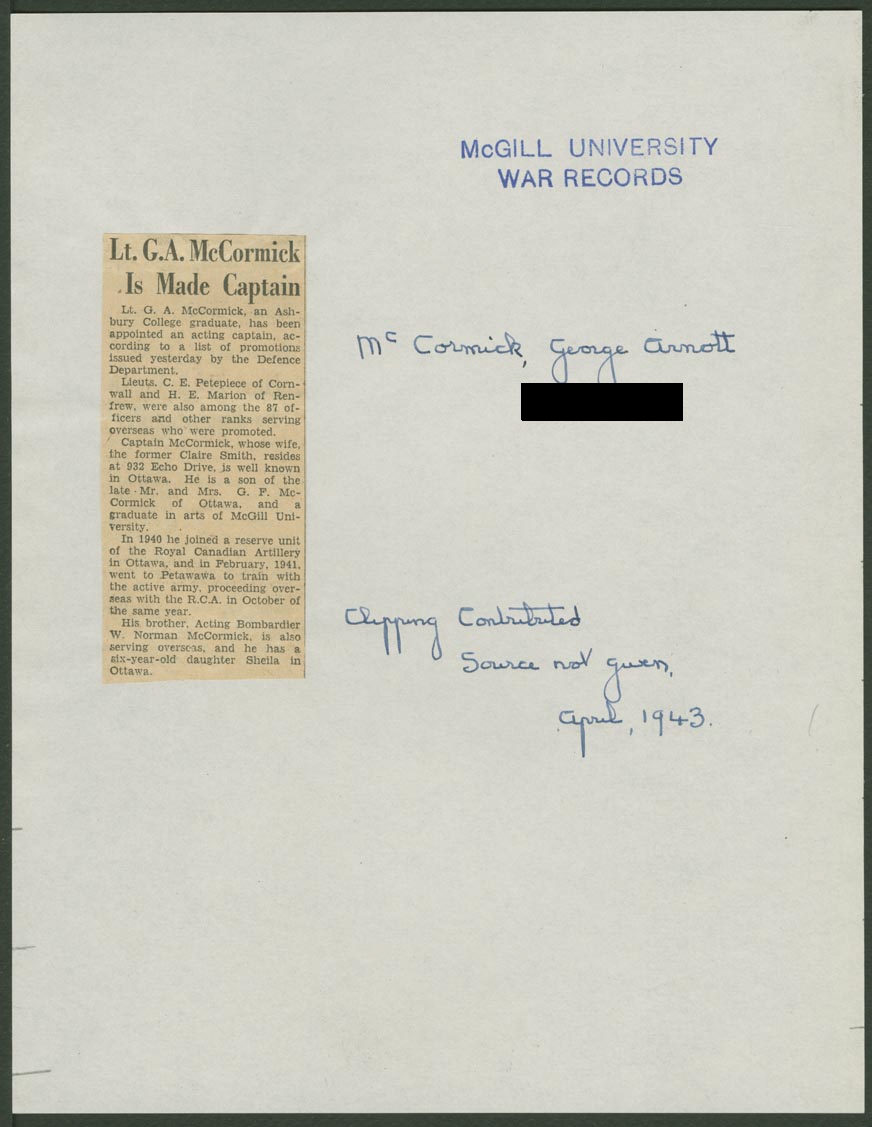 McGILL UNIVERSITY
WAR RECORDS
Lt. G.A. McCormick
Is Made Captain
Lt. G. A. McCormick, an Ash-
bury College graduate, has been
appointed an acting captain, ac-
cording to a list of promotions
issued yesterday by the Defence
Department.
Lieuts. C. E. Petepiece of Corn-
wall and H. E. Marion of Ren-
frew, were also among the 87 of-
ficers and other ranks serving
overseas who were promoted.
Captain McCormick, whose wife,
the former Claire Smith, resides
at 932 Echo Drive, is well known
in Ottawa. He is a son of the
late Mr. and Mrs. G. F. Mc-
Cormick of Ottawa, and a
graduate in arts of McGill Uni-
versity.
In 1940 he joined a reserve unit
of the Royal Canadian Artillery
in Ottawa, and in February, 1941,
went to Petawawa to train with
the active army, proceeding over-
seas with the R.C.A. in October of
the same year.
His brother, Acting Bombardier
W. Norman McCormick, is also
serving overseas, and he has a
six-year-old daughter Sheila in
Ottawa.
McCormick, George Arnott
Clipping Contributed
Source not given,
April, 1943.